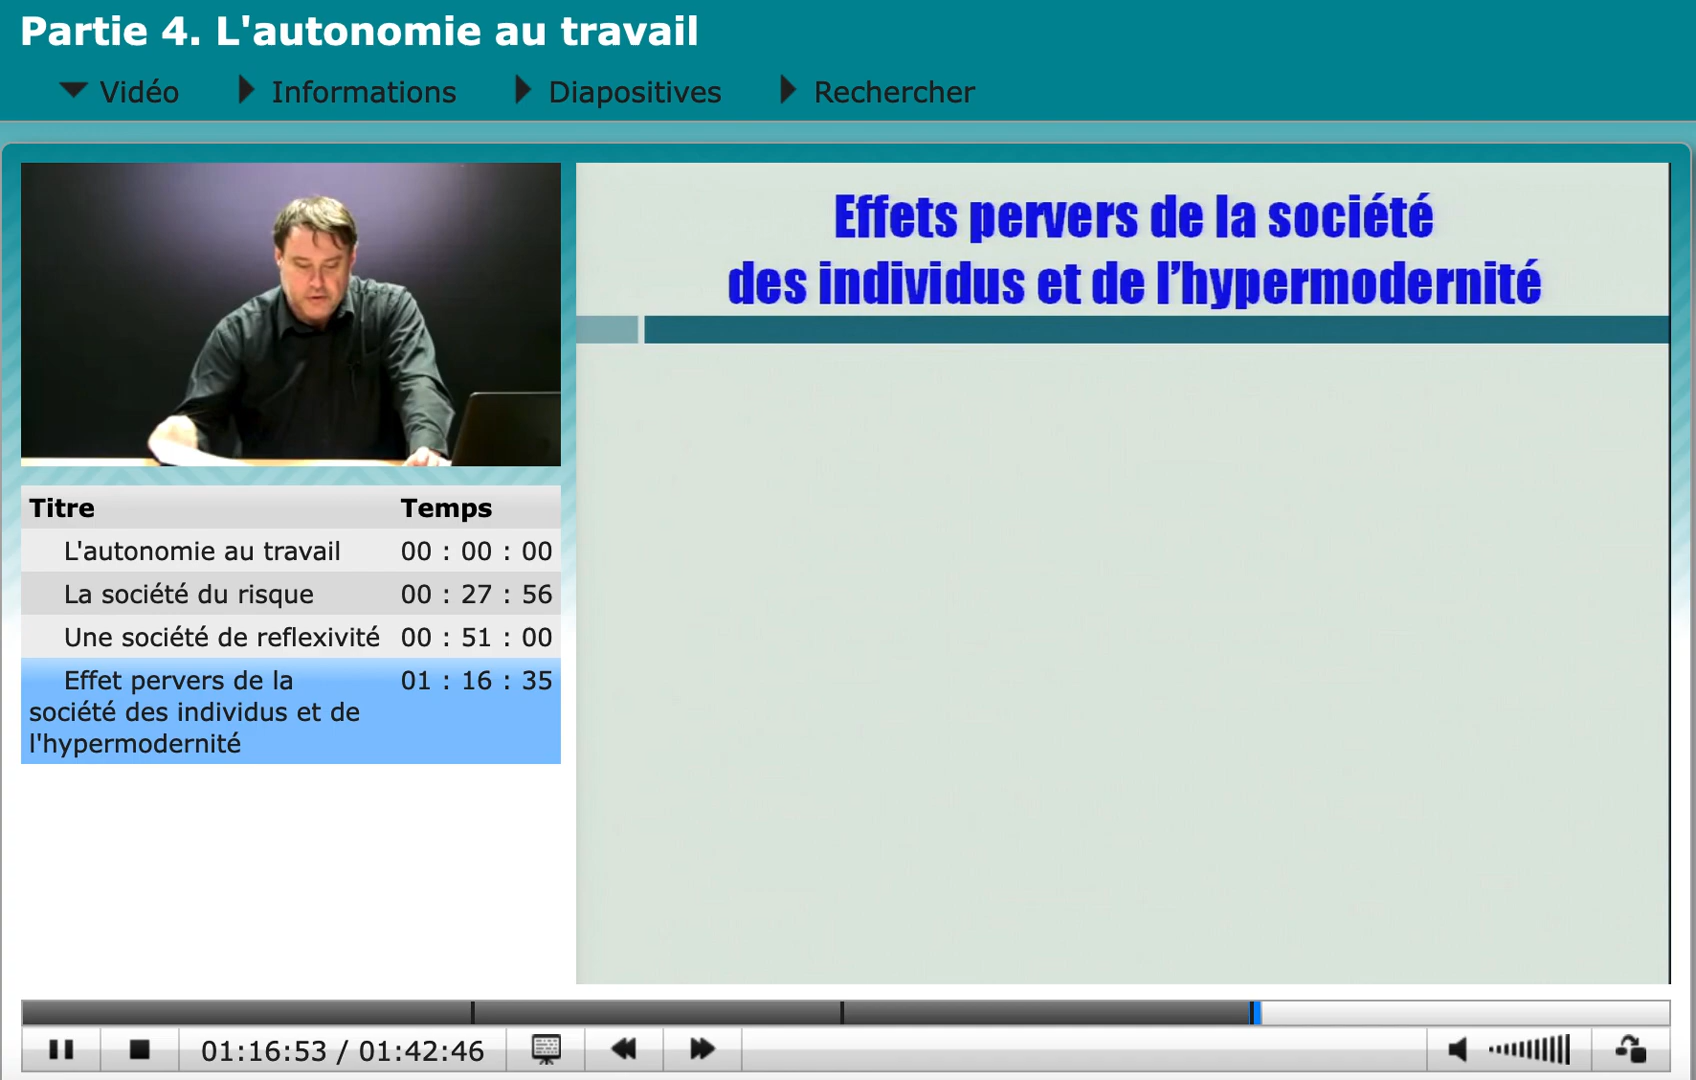 Partie 4. L'autonomie au travail
Vidéo Informations Diapositives Rechercher
Effets pervers de la société
des individus et de l’hypermodernité
Titre Temps
L'autonomie au travail 00 : 00 : 00
La société du risque 00 : 27 : 56
Une société de reflexivité 00 : 51 : 00
Effet pervers de la 01 : 16 : 35
société des individus et de
l'hypermodernité
01:16:53 / 01:42:46